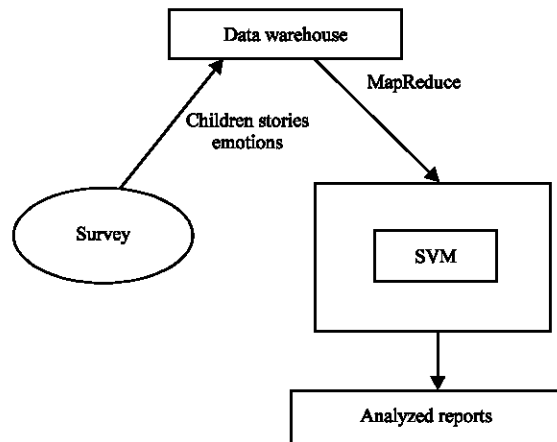 Data warehouse
MapReduce
Children stories
emotions
Survey
SVM
Analyzed reports